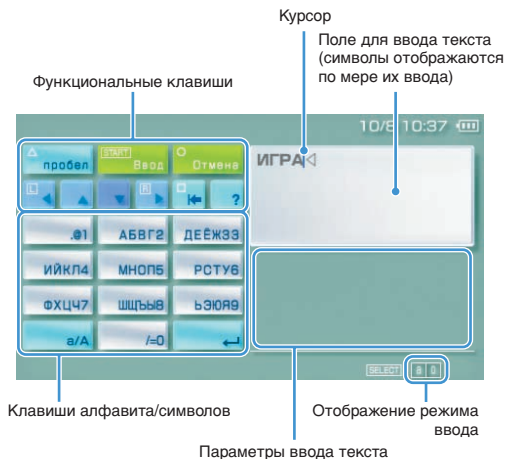 Курсор
Поле для ввода текста
(символы отображаются
по мере их ввода)
Функциональные клавиши
10/8 10:37
пробел
START Ввод
Отмена
ИГРА
L
R
?
.@1
АБВГ2
ДЕЁЖЗ3
ИЙКЛ4
МНОП5
РСТУ6
ФХЦЧ7
ШЩЪЫ8
ЬЭЮЯ9
a/A
/=0
SELECT
Клавиши алфавита/символов
Отображение режима
ввода
Параметры ввода текста